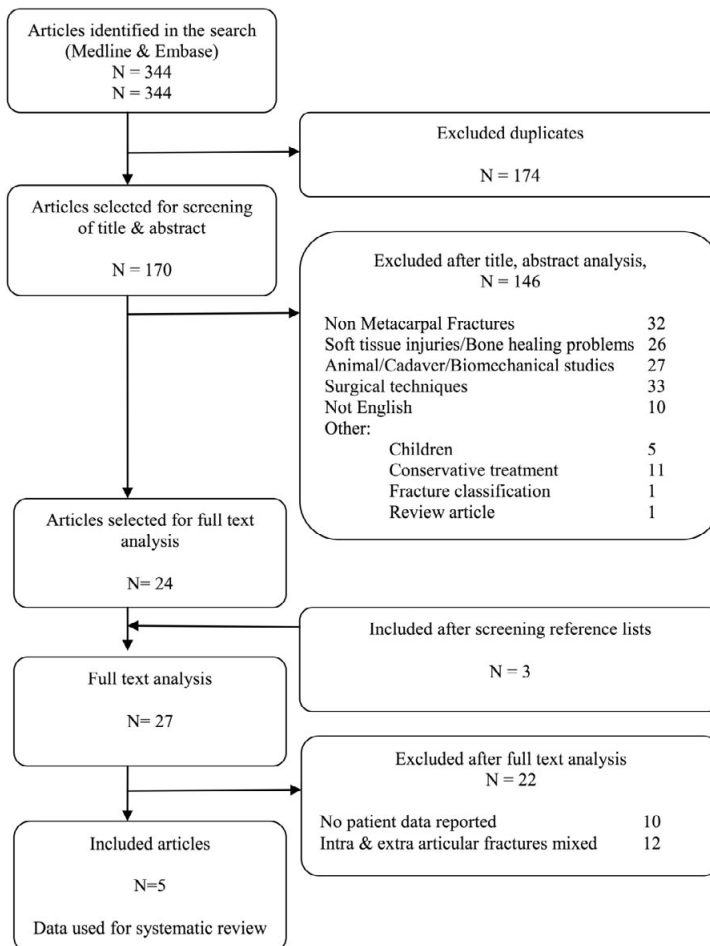 Articles identified in the search
(Medline & Embase)
N = 344
N = 344
Excluded duplicates
N = 174
Articles selected for screening
of title & abstract
N = 170
Excluded after title, abstract analysis,
N = 146
Non Metacarpal Fractures 32
Soft tissue injuries/Bone healing problems 26
Animal/Cadaver/Biomechanical studies 27
Surgical techniques 33
Not English 10
Other:
Children 5
Conservative treatment 11
Fracture classification 1
Review article 1
Articles selected for full text
analysis
N= 24
Included after screening reference lists
N = 3
Full text analysis
N= 27
Excluded after full text analysis
N = 22
No patient data reported 10
Intra & extra articular fractures mixed 12
Included articles
N=5
Data used for systematic review